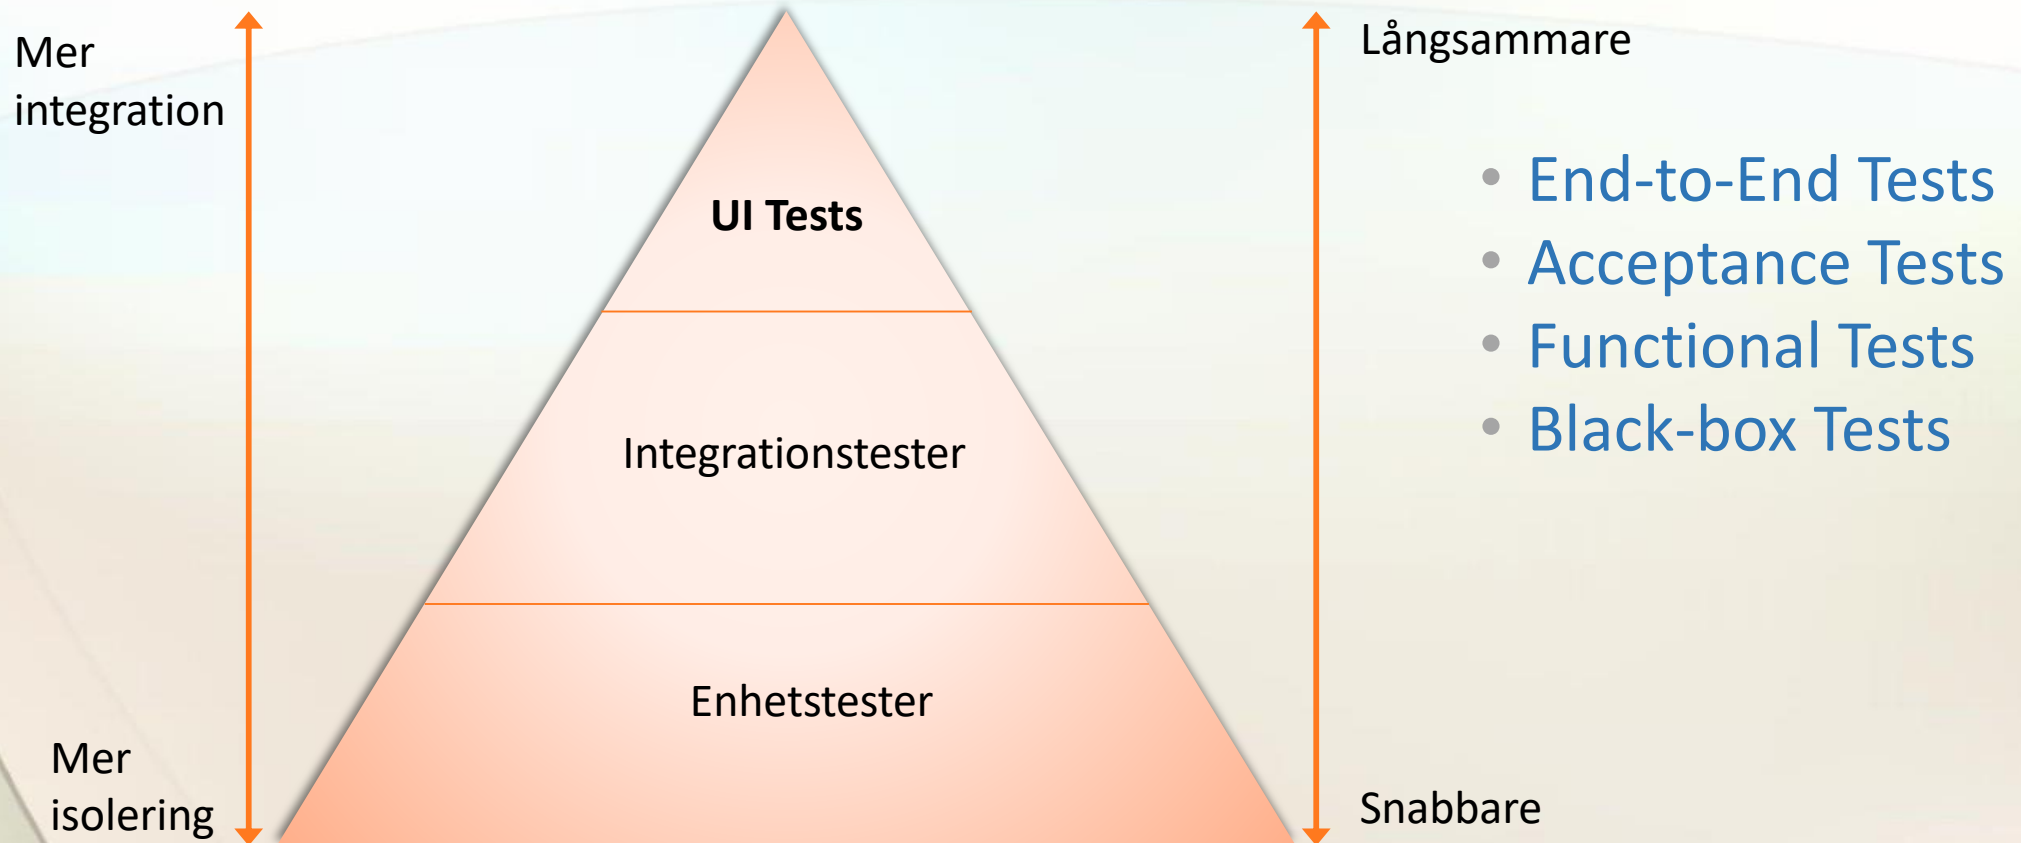 Mer
integration
Långsammare
UI Tests
• End-to-End Tests
• Acceptance Tests
• Functional Tests
• Black-box Tests
Integrationstester
Enhetstester
Mer
isolering
Snabbare